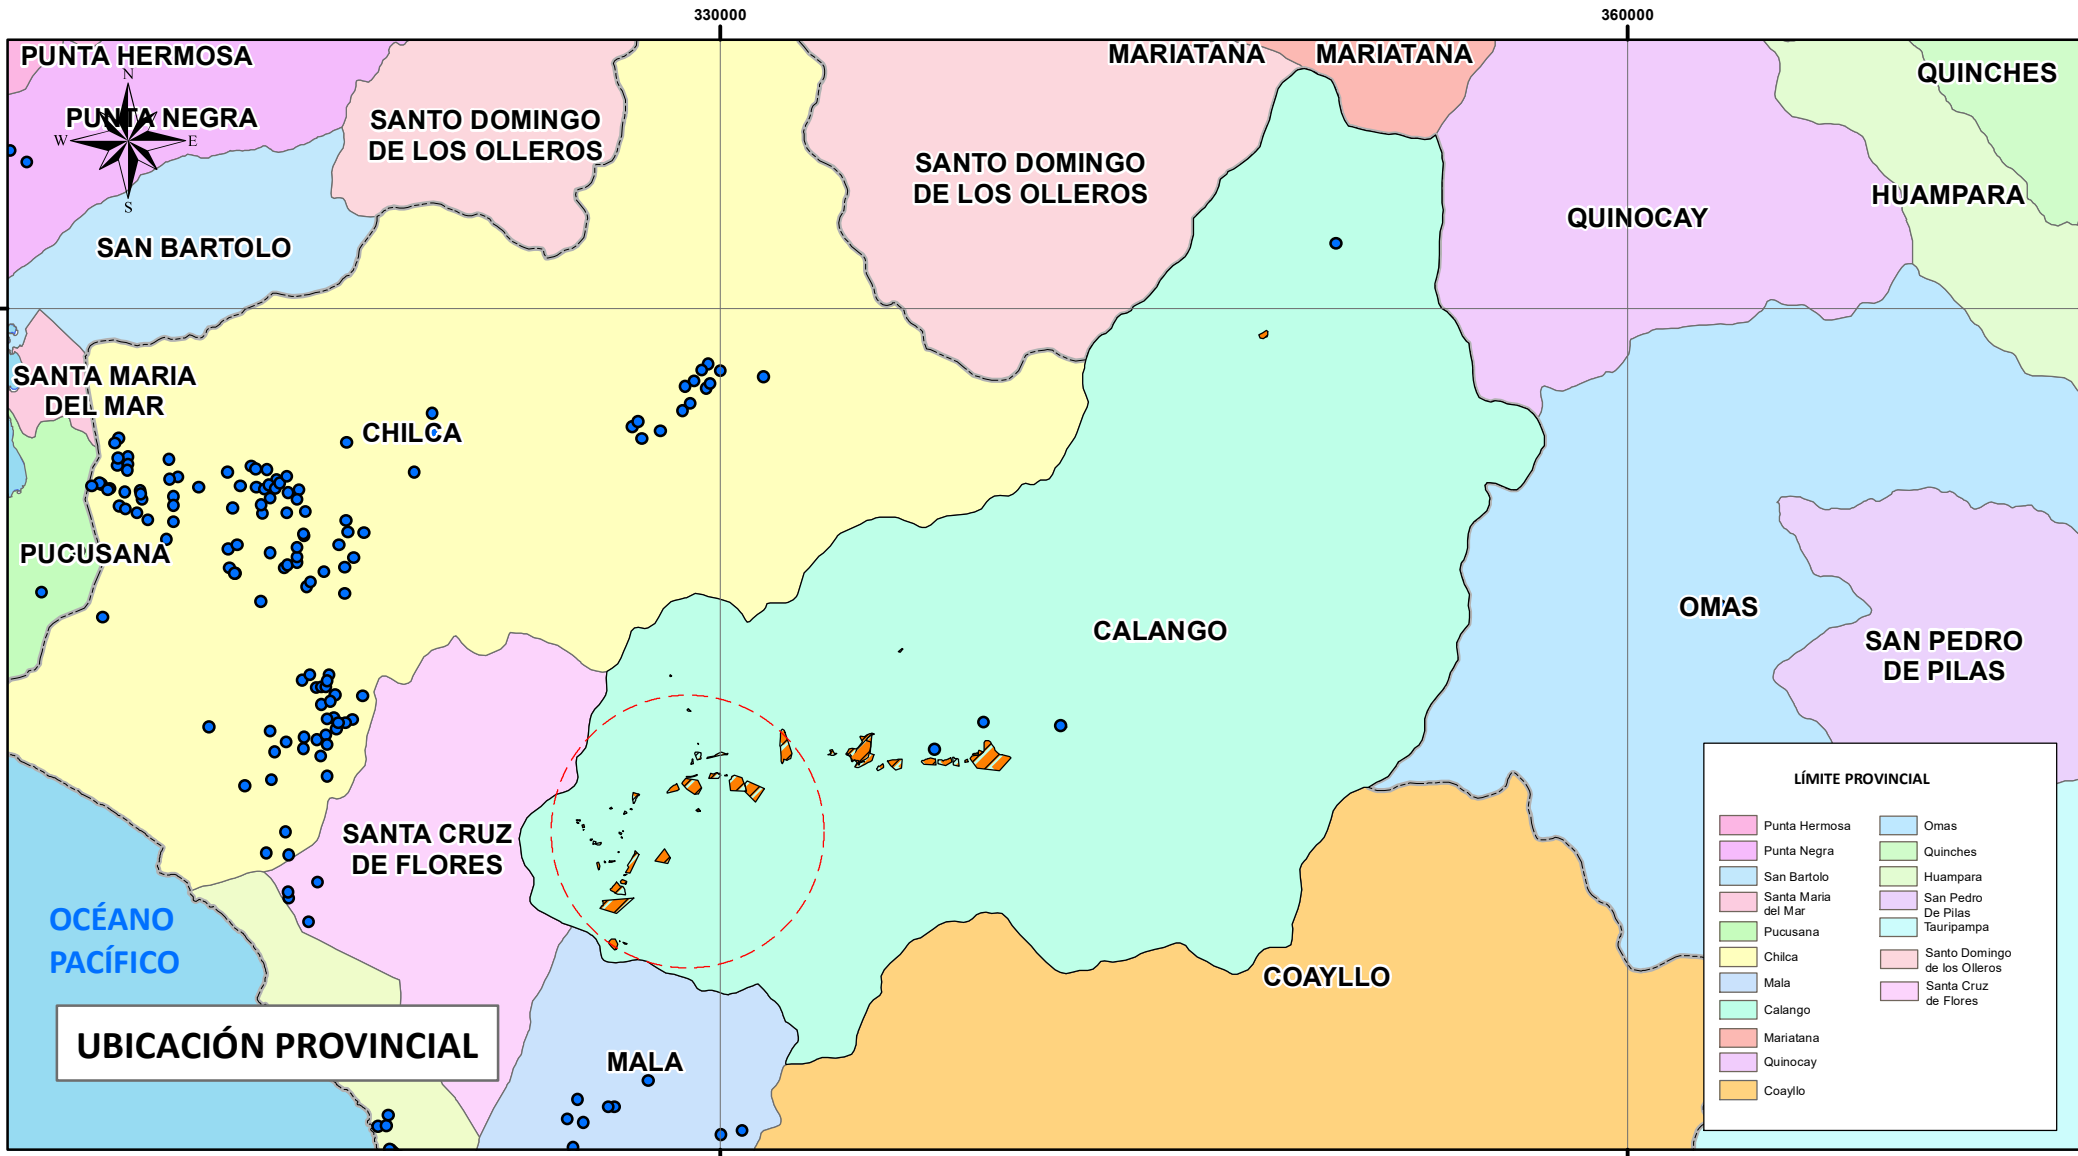 330000
360000
PUNTA HERMOSA
MARIATANA
MARIATANA
QUINCHES
N
PUNTA NEGRA
W
E
S
SANTO DOMINGO
DE LOS OLLEROS
SANTO DOMINGO
DE LOS OLLEROS
HUAMPARA
QUINOCAY
SAN BARTOLO
SANTA MARIA
DEL MAR
CHILCA
PUCUSANA
OMAS
CALANGO
SAN PEDRO
DE PILAS
SANTA CRUZ
DE FLORES
OCÉANO
PACÍFICO
COAYLLO
UBICACIÓN PROVINCIAL
MALA
LÍMITE PROVINCIAL
Punta Hermosa
Punta Negra
San Bartolo
Santa Maria
del Mar
Pucusana
Chilca
Mala
Calango
Mariatana
Quinocay
Coayllo
Omas
Quinches
Huampara
San Pedro
De Pilas
Tauripampa
Santo Domingo
de los Olleros
Santa Cruz
de Flores